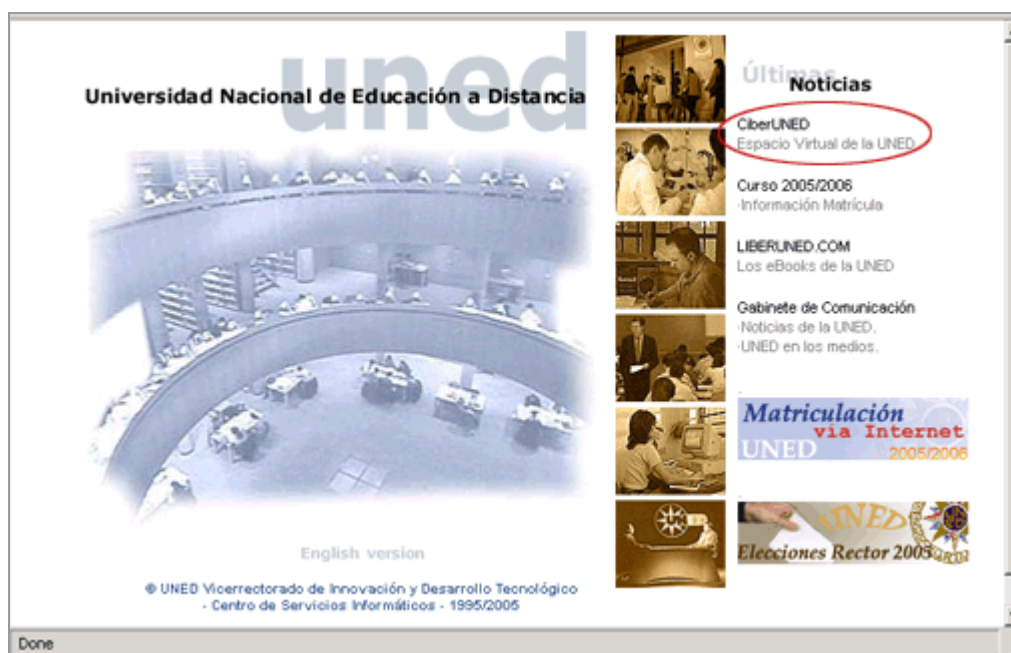 uned
Universidad Nacional de Educación a Distancia
Últimas
Noticias
CiberUNED
Espacio Virtual de la UNED
Curso 2005/2006
·Información Matrícula
LIBERUNED.COM
Los eBooks de la UNED
Gabinete de Comunicación
·Noticias de la UNED.
·UNED en los medios.
Matriculación
vía Internet
UNED 2005/2006
UNED
Elecciones Rector 2005
English version
© UNED Vicerrectorado de Innovación y Desarrollo Tecnológico
- Centro de Servicios Informáticos - 1995/2005
Done